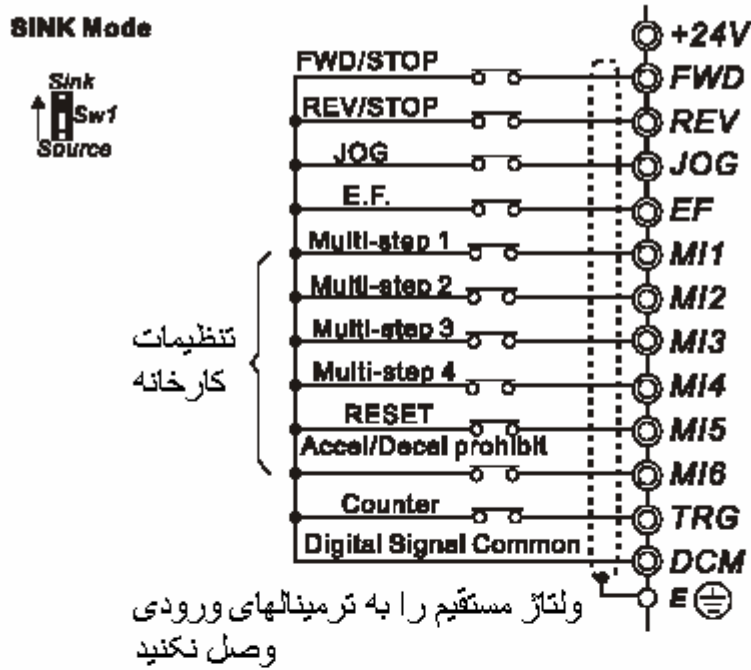 SINK Mode
Sink
Sw1
Source
+24V
FWD/STOP
FWD
REV/STOP
REV
JOG
JOG
E.F.
EF
Multi-step 1
MI1
Multi-step 2
MI2
Multi-step 3
MI3
تنظیمات
کارخانه
Multi-step 4
MI4
RESET
MI5
Accel/Decel prohibit
MI6
Counter
TRG
Digital Signal Common
DCM
E
ولتاژ مستقیم را به ترمینالهای ورودی
وصل نکنید